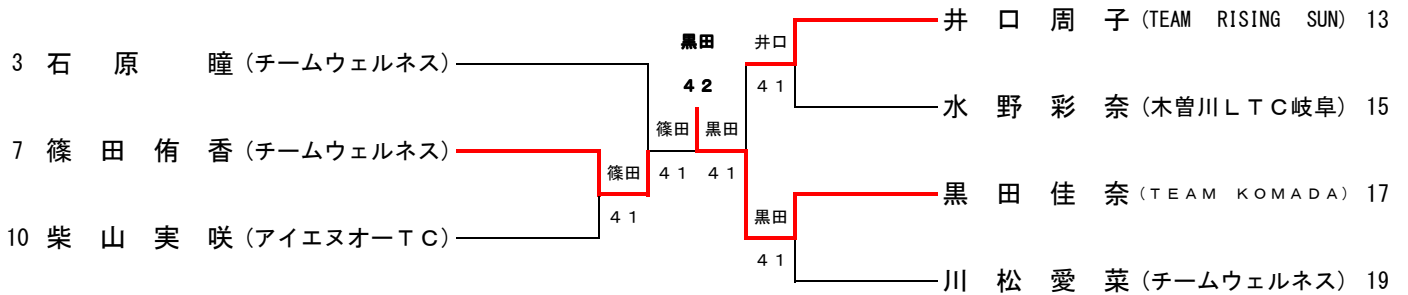 3 石原 瞳 (チームウェルネス)
7 篠田侑香 (チームウェルネス)
10 柴山実咲 (アイエヌオーTC)
篠田
41
篠田
41
黒田
42
黒田
41
井口
41
黒田
41
井口周子 (TEAM RISING SUN) 13
水野彩奈 (木曽川LTC岐阜) 15
黒田佳奈 (TEAM KOMADA) 17
川松愛菜 (チームウェルネス) 19